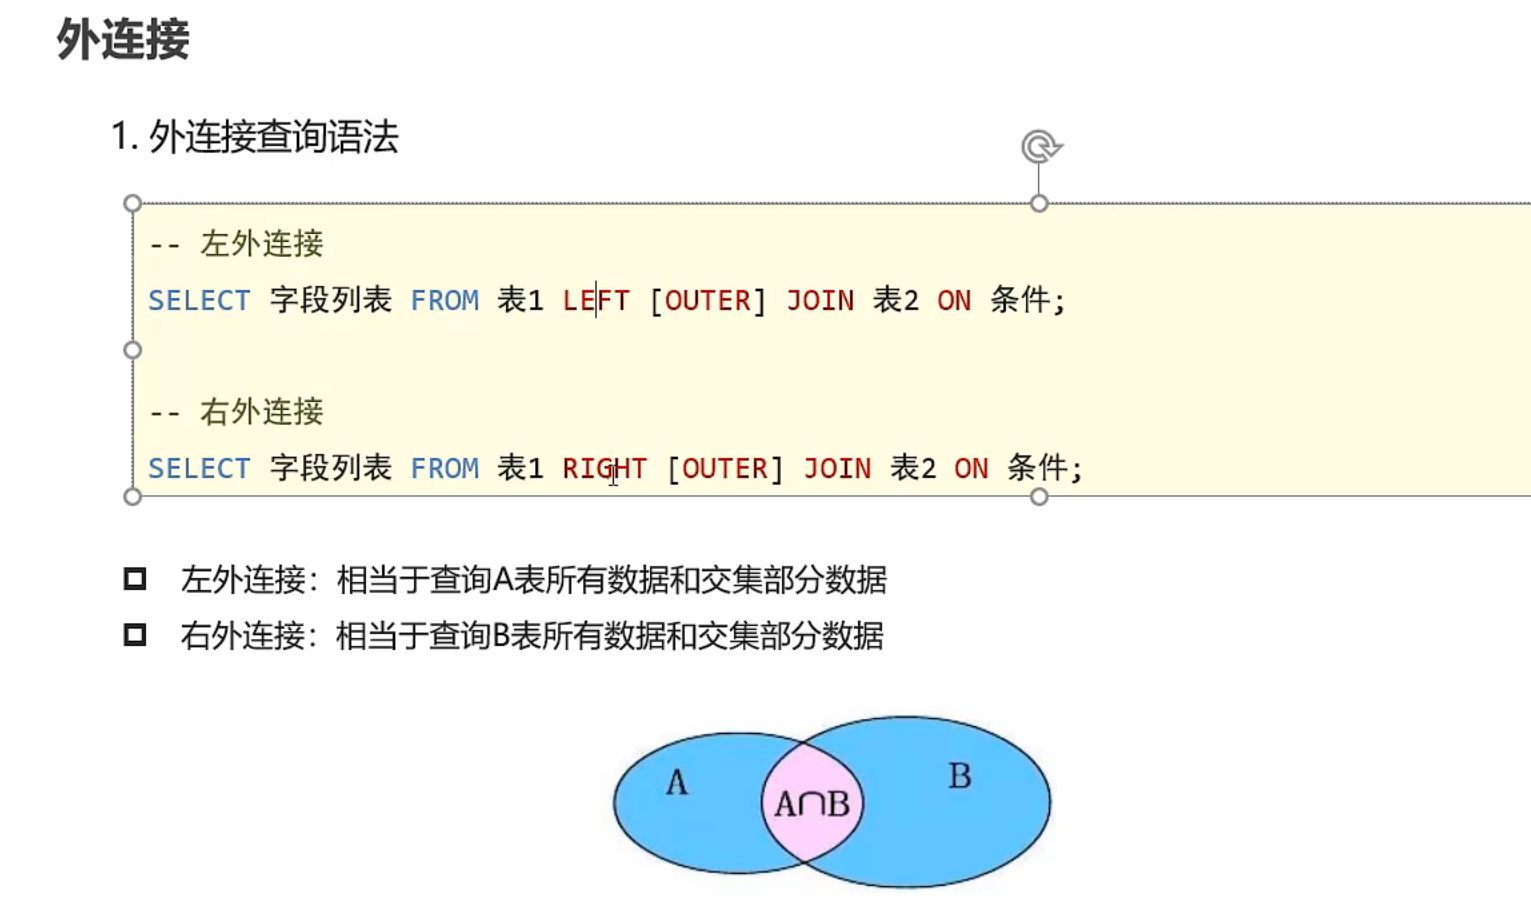 外连接
1. 外连接查询语法
-- 左外连接
SELECT 字段列表 FROM 表1 LEFT [OUTER] JOIN 表2 ON 条件;
-- 右外连接
SELECT 字段列表 FROM 表1 RIGHT [OUTER] JOIN 表2 ON 条件;
左外连接：相当于查询A表所有数据和交集部分数据
右外连接：相当于查询B表所有数据和交集部分数据
A
A∩B
B